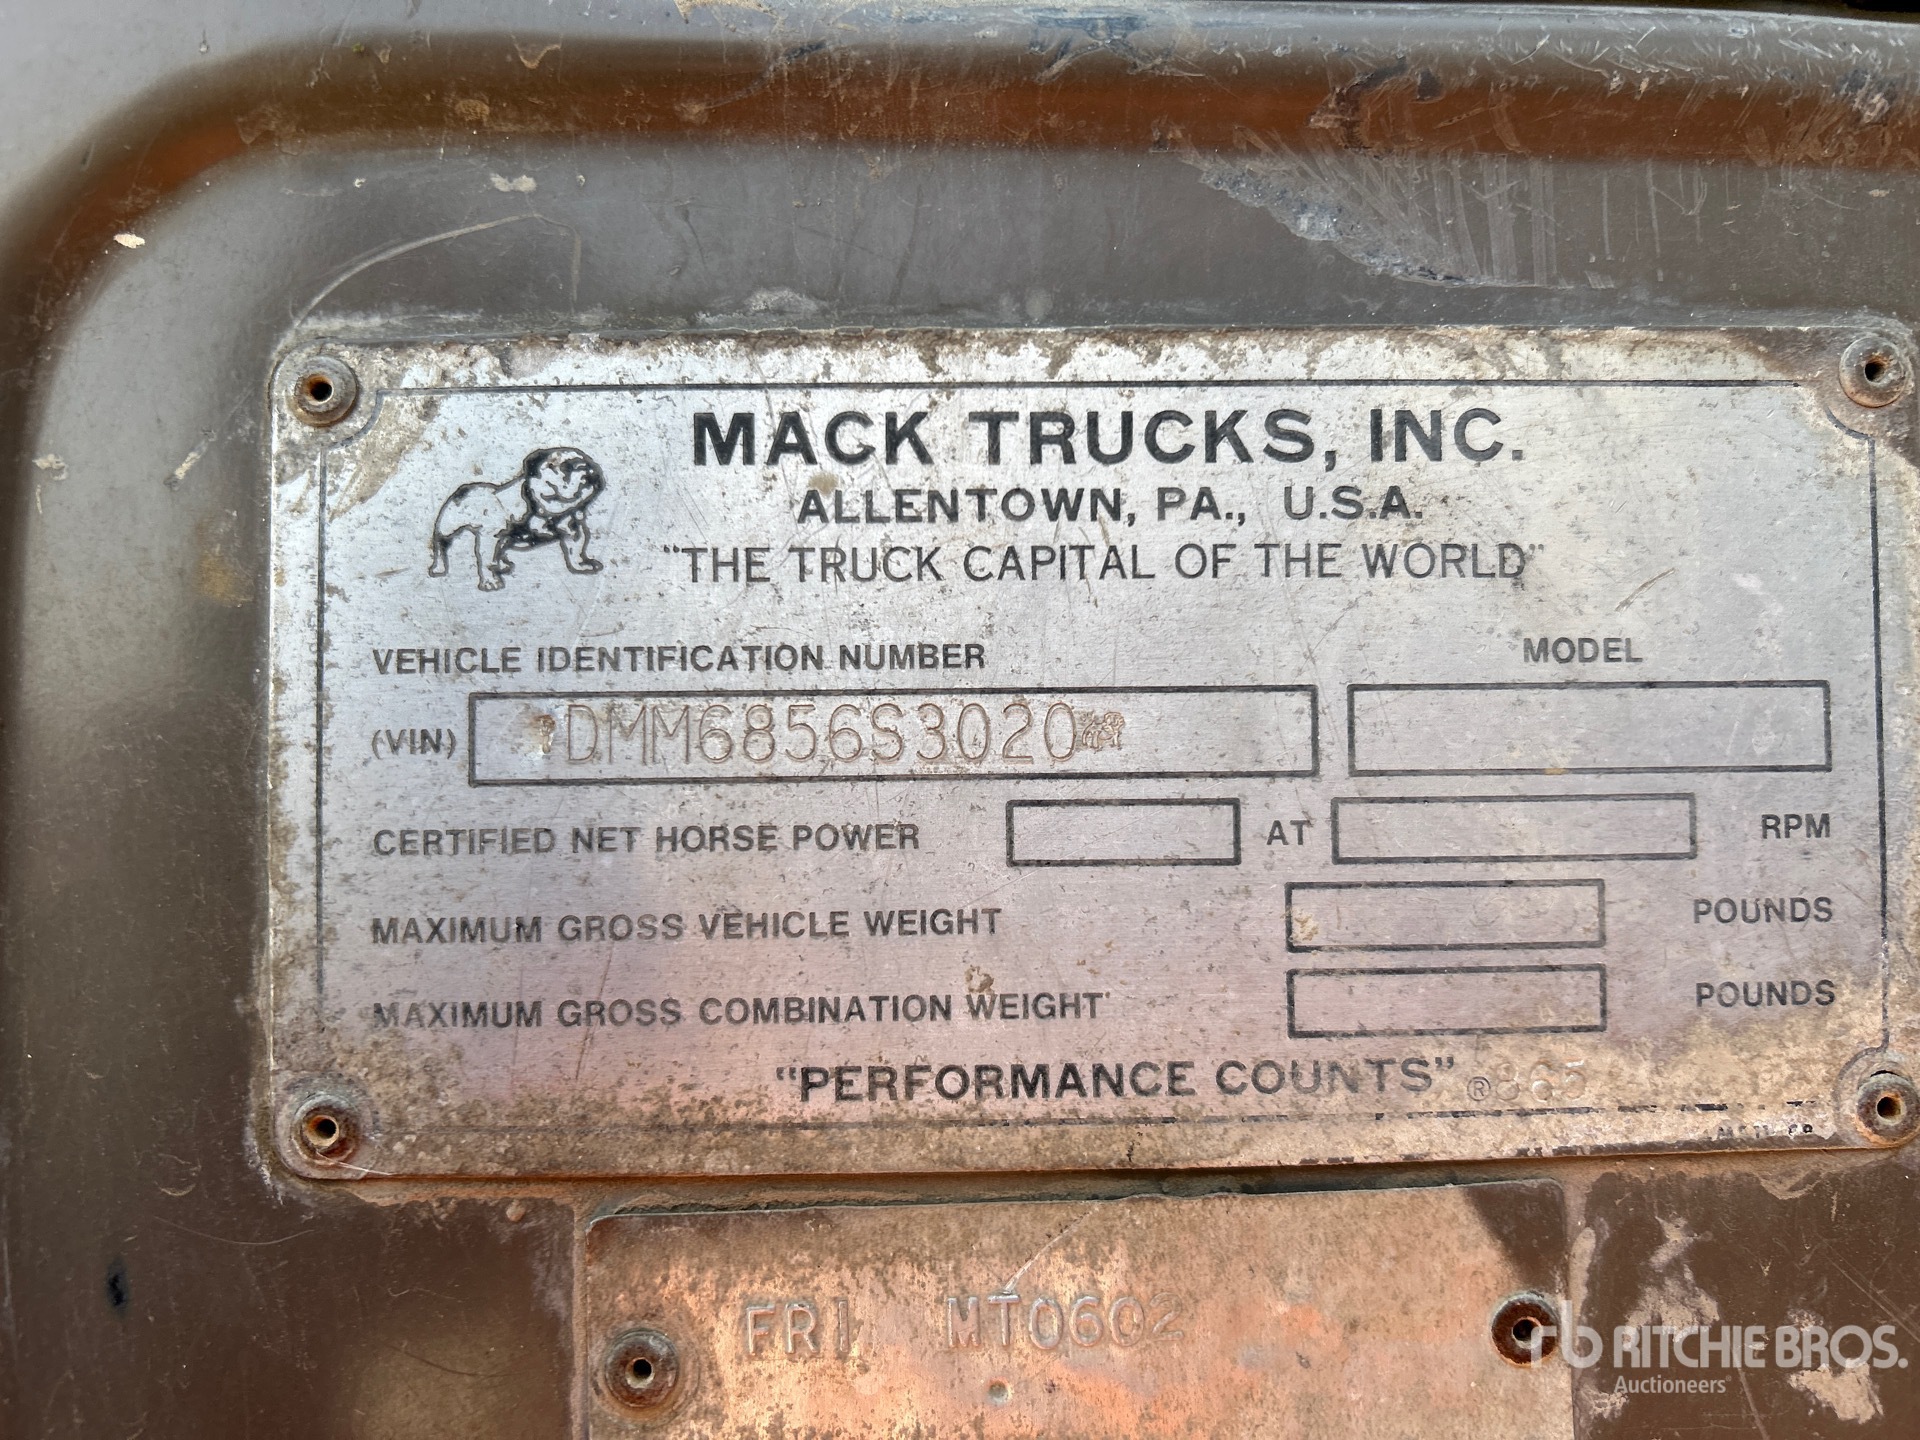 MACK TRUCKS, INC.
ALLENTOWN, PA., U.S.A.
"THE TRUCK CAPITAL OF THE WORLD"
VEHICLE IDENTIFICATION NUMBER MODEL
(VIN) DMM6856S3020
CERTIFIED NET HORSE POWER AT RPM
MAXIMUM GROSS VEHICLE WEIGHT POUNDS
MAXIMUM GROSS COMBINATION WEIGHT POUNDS
"PERFORMANCE COUNTS" ® 865
FRI MT0602
rb RITCHIE BROS.
Auctioneers